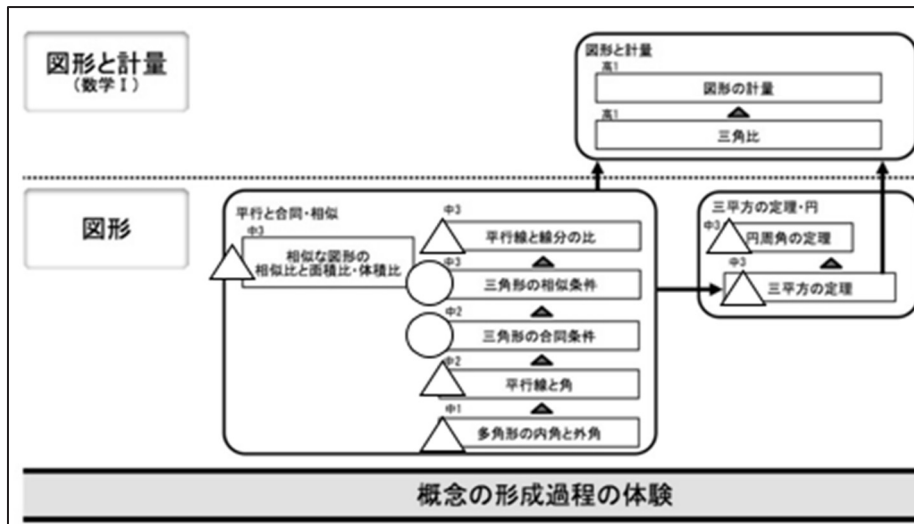 図形と計量
(数学Ⅰ)
図形と計量
高1
図形の計量
高1
三角比
図形
平行と合同・相似
中3
相似な図形の
相似比と面積比・体積比
中3
平行線と線分の比
中3
三角形の相似条件
中2
三角形の合同条件
中2
平行線と角
中1
多角形の内角と外角
三平方の定理・円
中3
円周角の定理
中3
三平方の定理
概念の形成過程の体験